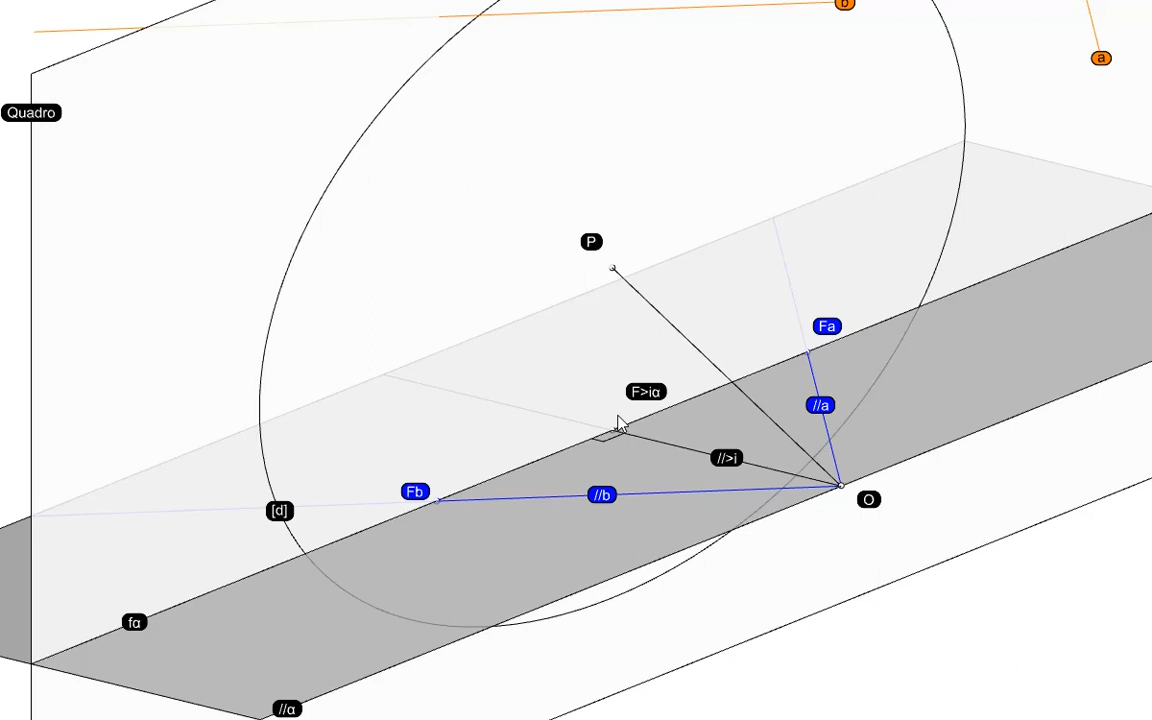 b
a
Quadro
P
Fa
F>iα
//a
//>i
Fb
//b
O
[d]
fα
//α